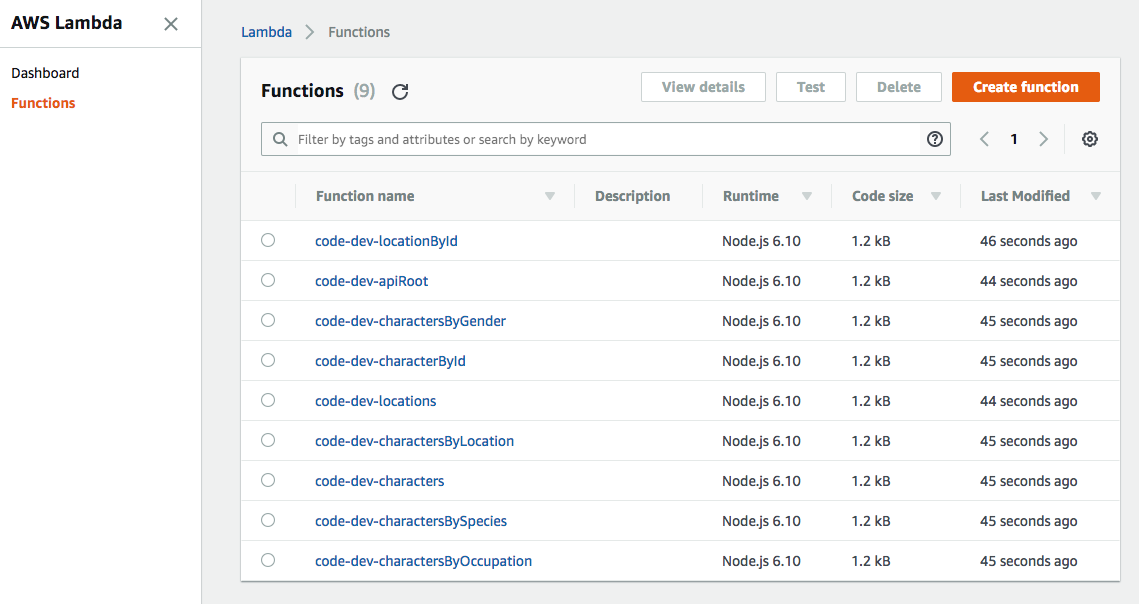 AWS Lambda
Dashboard
Functions
Lambda > Functions
Functions (9) View details Test Delete Create function
Filter by tags and attributes or search by keyword ? < 1 >
Function name Description Runtime Code size Last Modified
code-dev-locationById Node.js 6.10 1.2 kB 46 seconds ago
code-dev-apiRoot Node.js 6.10 1.2 kB 44 seconds ago
code-dev-charactersByGender Node.js 6.10 1.2 kB 45 seconds ago
code-dev-characterById Node.js 6.10 1.2 kB 45 seconds ago
code-dev-locations Node.js 6.10 1.2 kB 44 seconds ago
code-dev-charactersByLocation Node.js 6.10 1.2 kB 45 seconds ago
code-dev-characters Node.js 6.10 1.2 kB 45 seconds ago
code-dev-charactersBySpecies Node.js 6.10 1.2 kB 45 seconds ago
code-dev-charactersByOccupation Node.js 6.10 1.2 kB 45 seconds ago